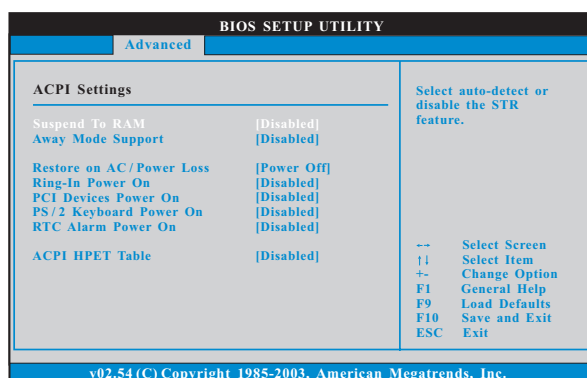 BIOS SETUP UTILITY
Advanced
ACPI Settings
Suspend To RAM [Disabled]
Away Mode Support [Disabled]
Restore on AC / Power Loss [Power Off]
Ring-In Power On [Disabled]
PCI Devices Power On [Disabled]
PS / 2 Keyboard Power On [Disabled]
RTC Alarm Power On [Disabled]
ACPI HPET Table [Disabled]
Select auto-detect or
disable the STR
feature.
←→ Select Screen
↑↓ Select Item
+- Change Option
F1 General Help
F9 Load Defaults
F10 Save and Exit
ESC Exit
v02.54 (C) Copyright 1985-2003, American Megatrends, Inc.